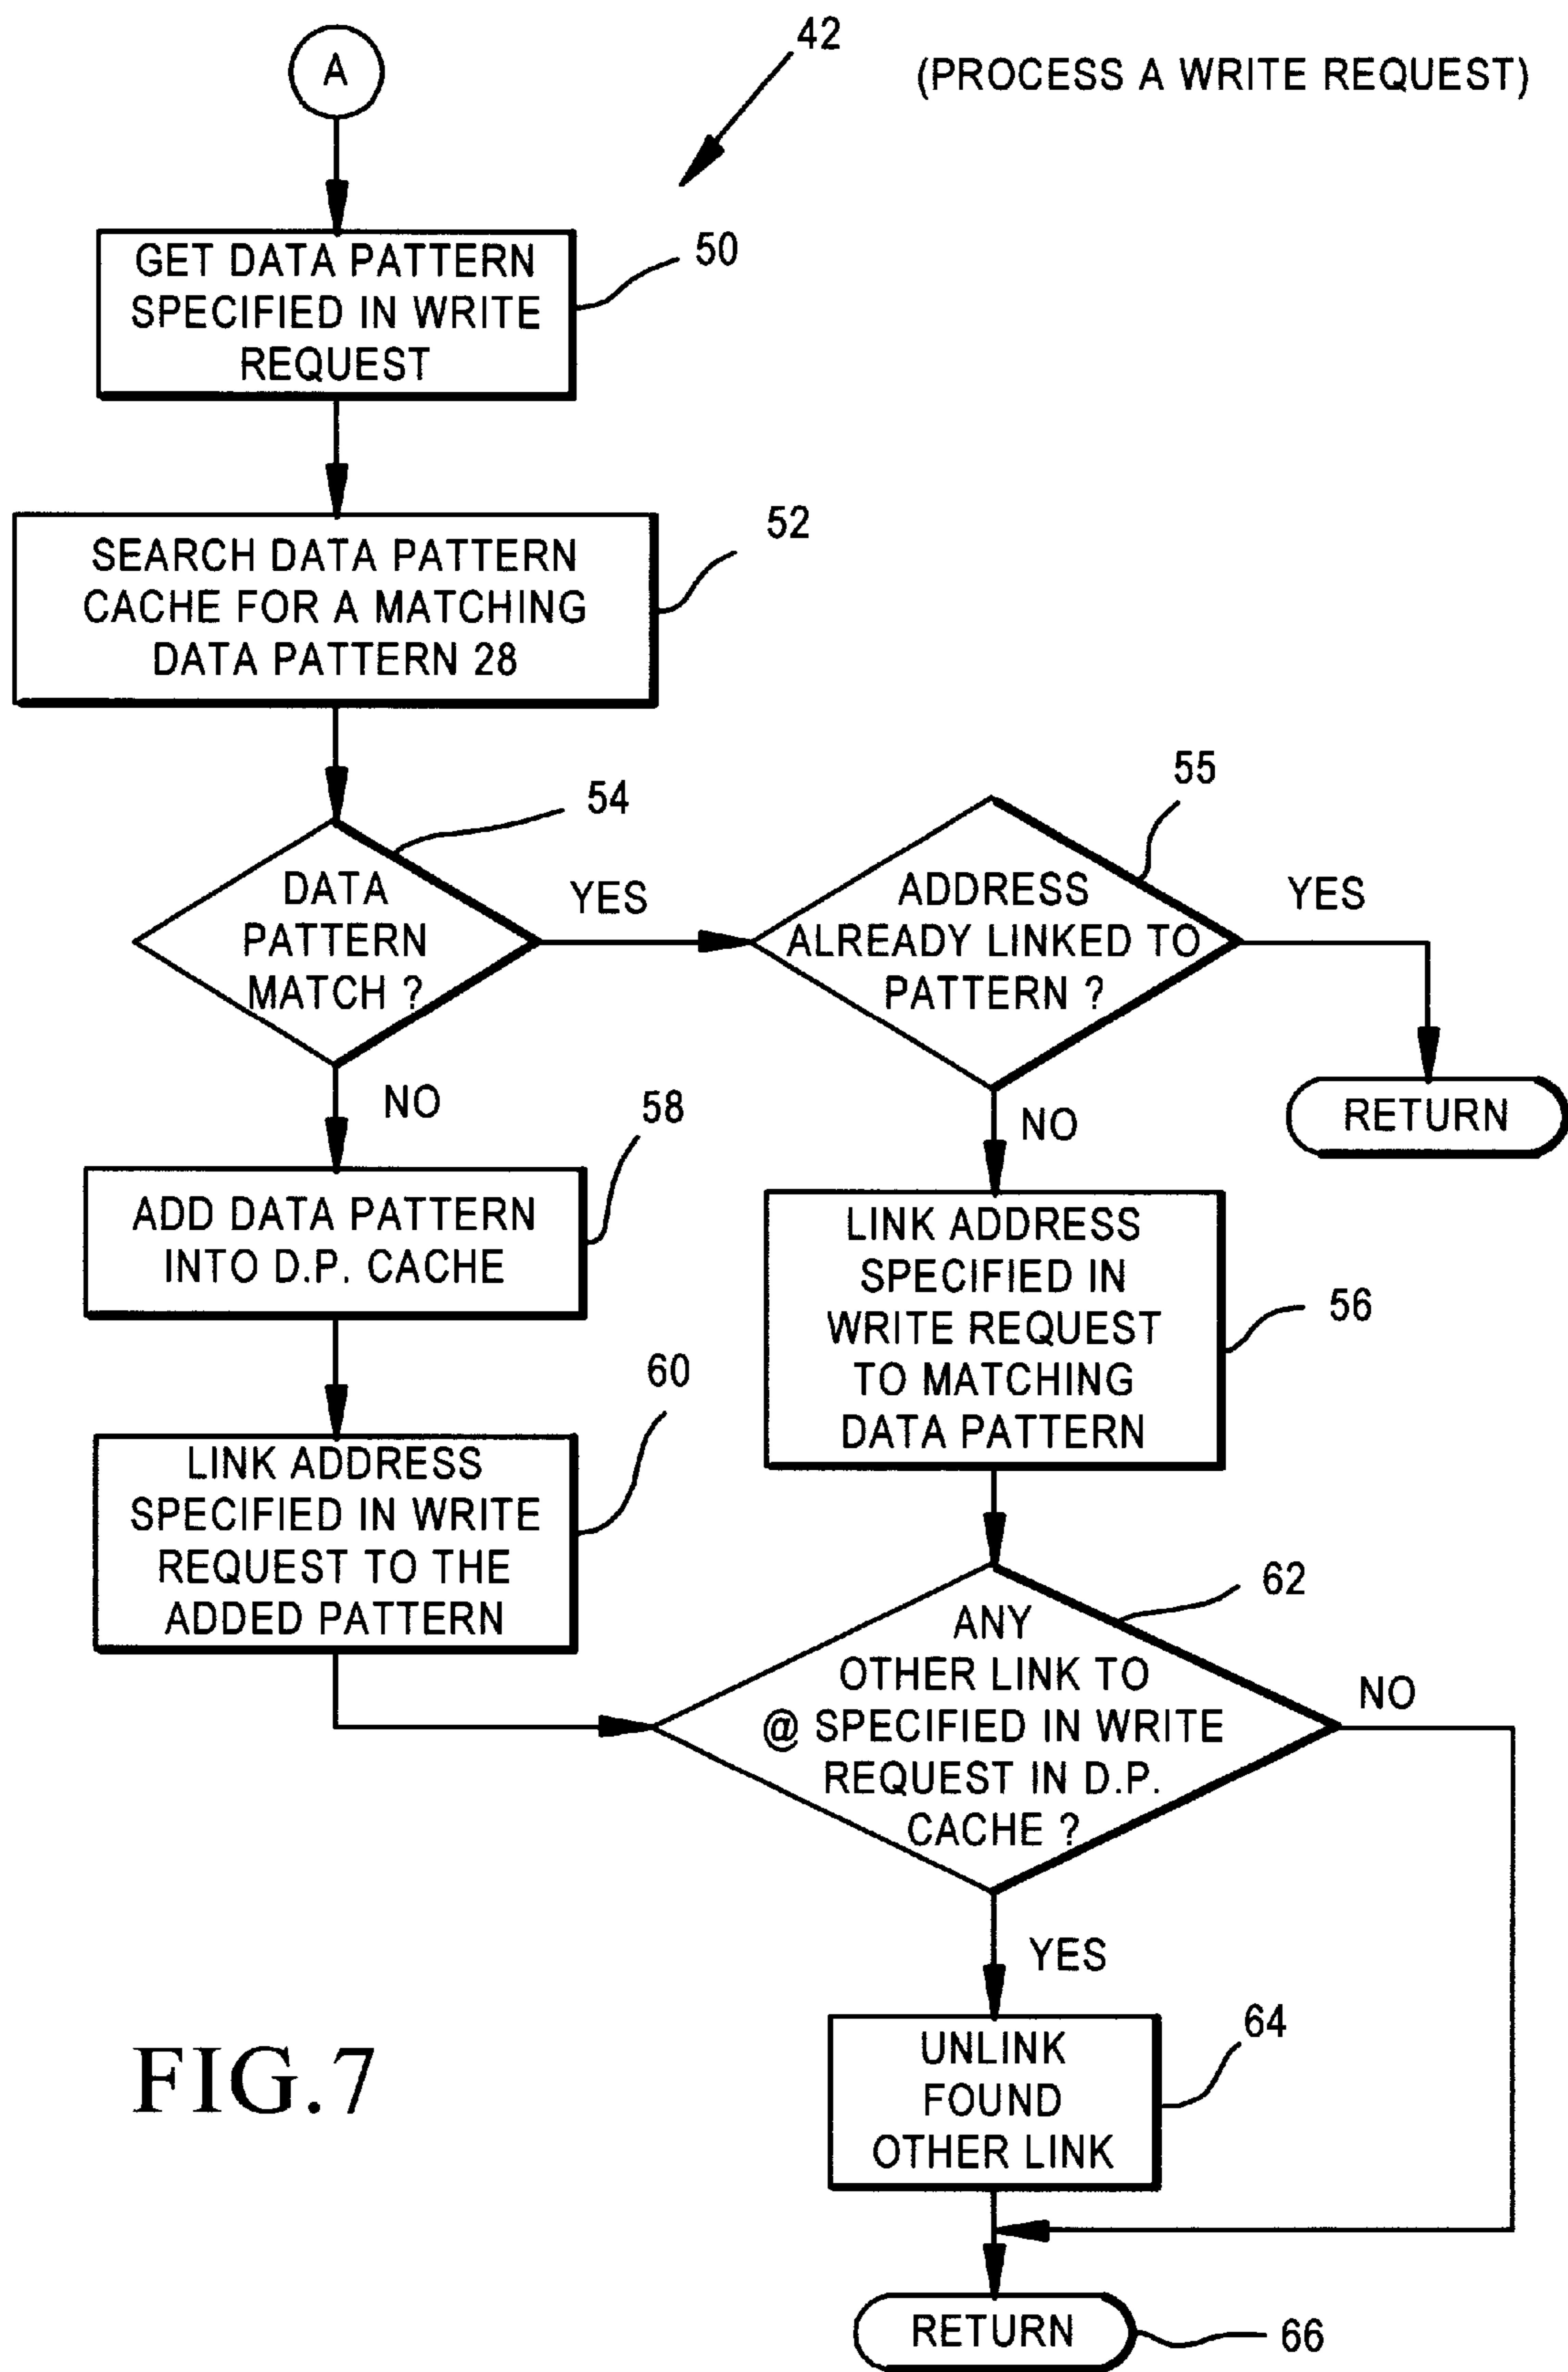 A
42
(PROCESS A WRITE REQUEST)
GET DATA PATTERN
SPECIFIED IN WRITE
REQUEST
50
SEARCH DATA PATTERN
CACHE FOR A MATCHING
DATA PATTERN 28
52
DATA
PATTERN
MATCH ?
54
YES
NO
ADDRESS
ALREADY LINKED TO
PATTERN ?
55
YES
RETURN
NO
ADD DATA PATTERN
INTO D.P. CACHE
58
LINK ADDRESS
SPECIFIED IN
WRITE REQUEST
TO MATCHING
DATA PATTERN
56
LINK ADDRESS
SPECIFIED IN WRITE
REQUEST TO THE
ADDED PATTERN
60
ANY
OTHER LINK TO
@ SPECIFIED IN WRITE
REQUEST IN D.P.
CACHE ?
62
NO
YES
UNLINK
FOUND
OTHER LINK
64
FIG.7
RETURN
66